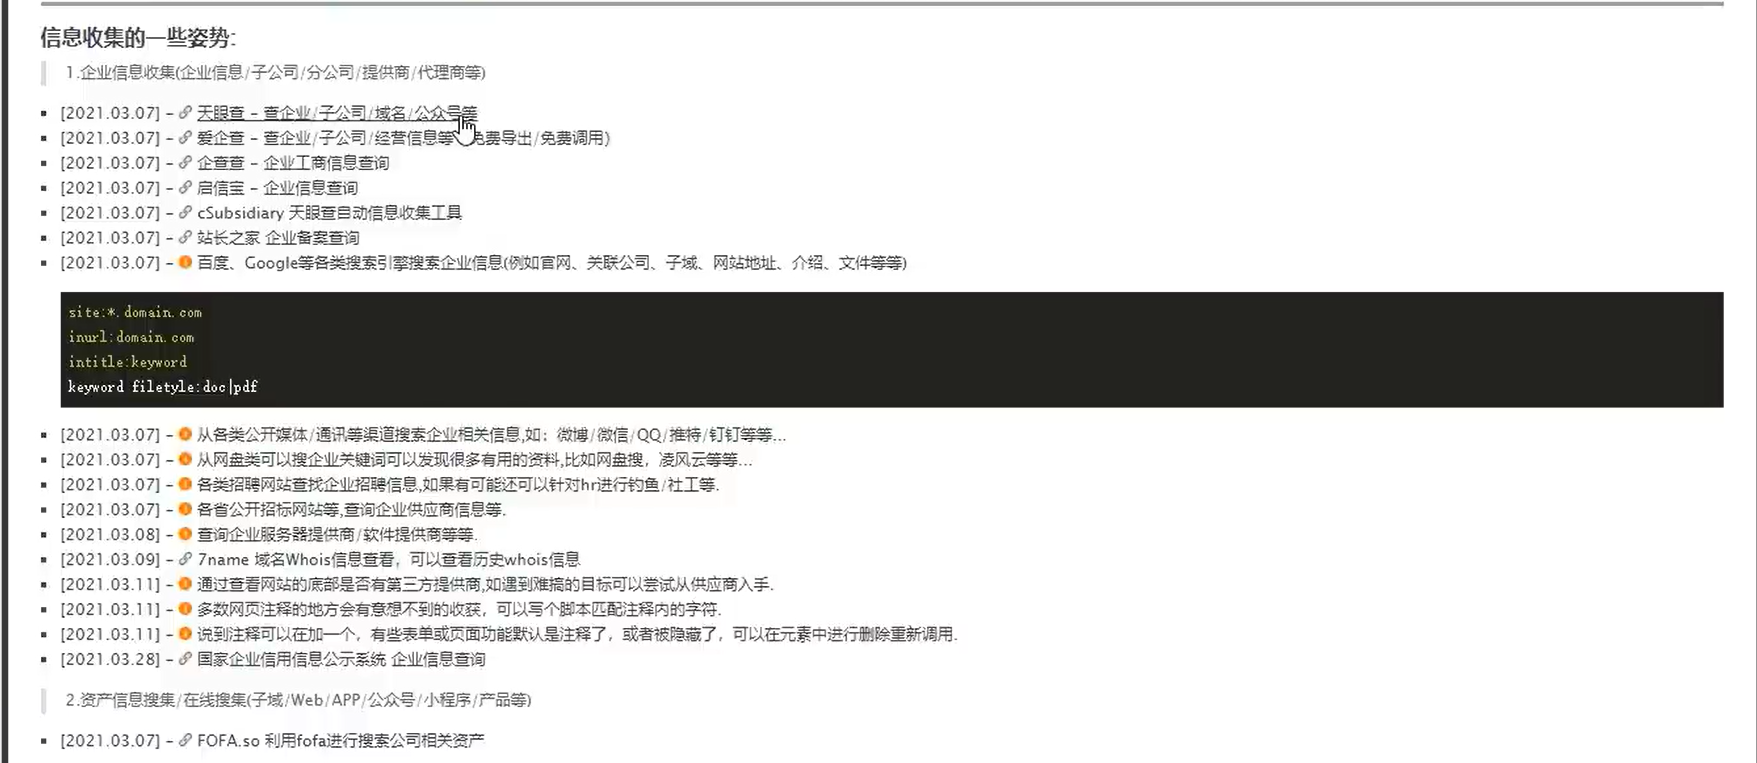 信息收集的一些姿势:
1.企业信息收集(企业信息/子公司/分公司/提供商/代理商等)
[2021.03.07] - 天眼查 - 查企业/子公司/域名/公众号等
[2021.03.07] - 爱企查 - 查企业/子公司/经营信息等 免费导出/免费调用)
[2021.03.07] - 企查查 - 企业工商信息查询
[2021.03.07] - 启信宝 - 企业信息查询
[2021.03.07] - cSubsidiary 天眼查自动信息收集工具
[2021.03.07] - 站长之家 企业备案查询
[2021.03.07] - 百度、Google等各类搜索引擎搜索企业信息(例如官网、关联公司、子域、网站地址、介绍、文件等等)
site:*.domain.com
inurl:domain.com
intitle:keyword
keyword filetyle:doc|pdf
[2021.03.07] - 从各类公开媒体/通讯等渠道搜索企业相关信息,如：微博/微信/QQ/推特/钉钉等等...
[2021.03.07] - 从网盘类可以搜企业关键词可以发现很多有用的资料,比如网盘搜，凌风云等等...
[2021.03.07] - 各类招聘网站查找企业招聘信息,如果有可能还可以针对hr进行钓鱼/社工等.
[2021.03.07] - 各省公开招标网站等,查询企业供应商信息等.
[2021.03.08] - 查询企业服务器提供商/软件提供商等等.
[2021.03.09] - 7name 域名Whois信息查看，可以查看历史whois信息
[2021.03.11] - 通过查看网站的底部是否有第三方提供商,如遇到难搞的目标可以尝试从供应商入手.
[2021.03.11] - 多数网页注释的地方会有意想不到的收获，可以写个脚本匹配注释内的字符.
[2021.03.11] - 说到注释可以在加一个，有些表单或页面功能默认是注释了，或者被隐藏了，可以在元素中进行删除重新调用.
[2021.03.28] - 国家企业信用信息公示系统 企业信息查询
2.资产信息搜集/在线搜集(子域/Web/APP/公众号/小程序/产品等)
[2021.03.07] - FOFA.so 利用fofa进行搜索公司相关资产